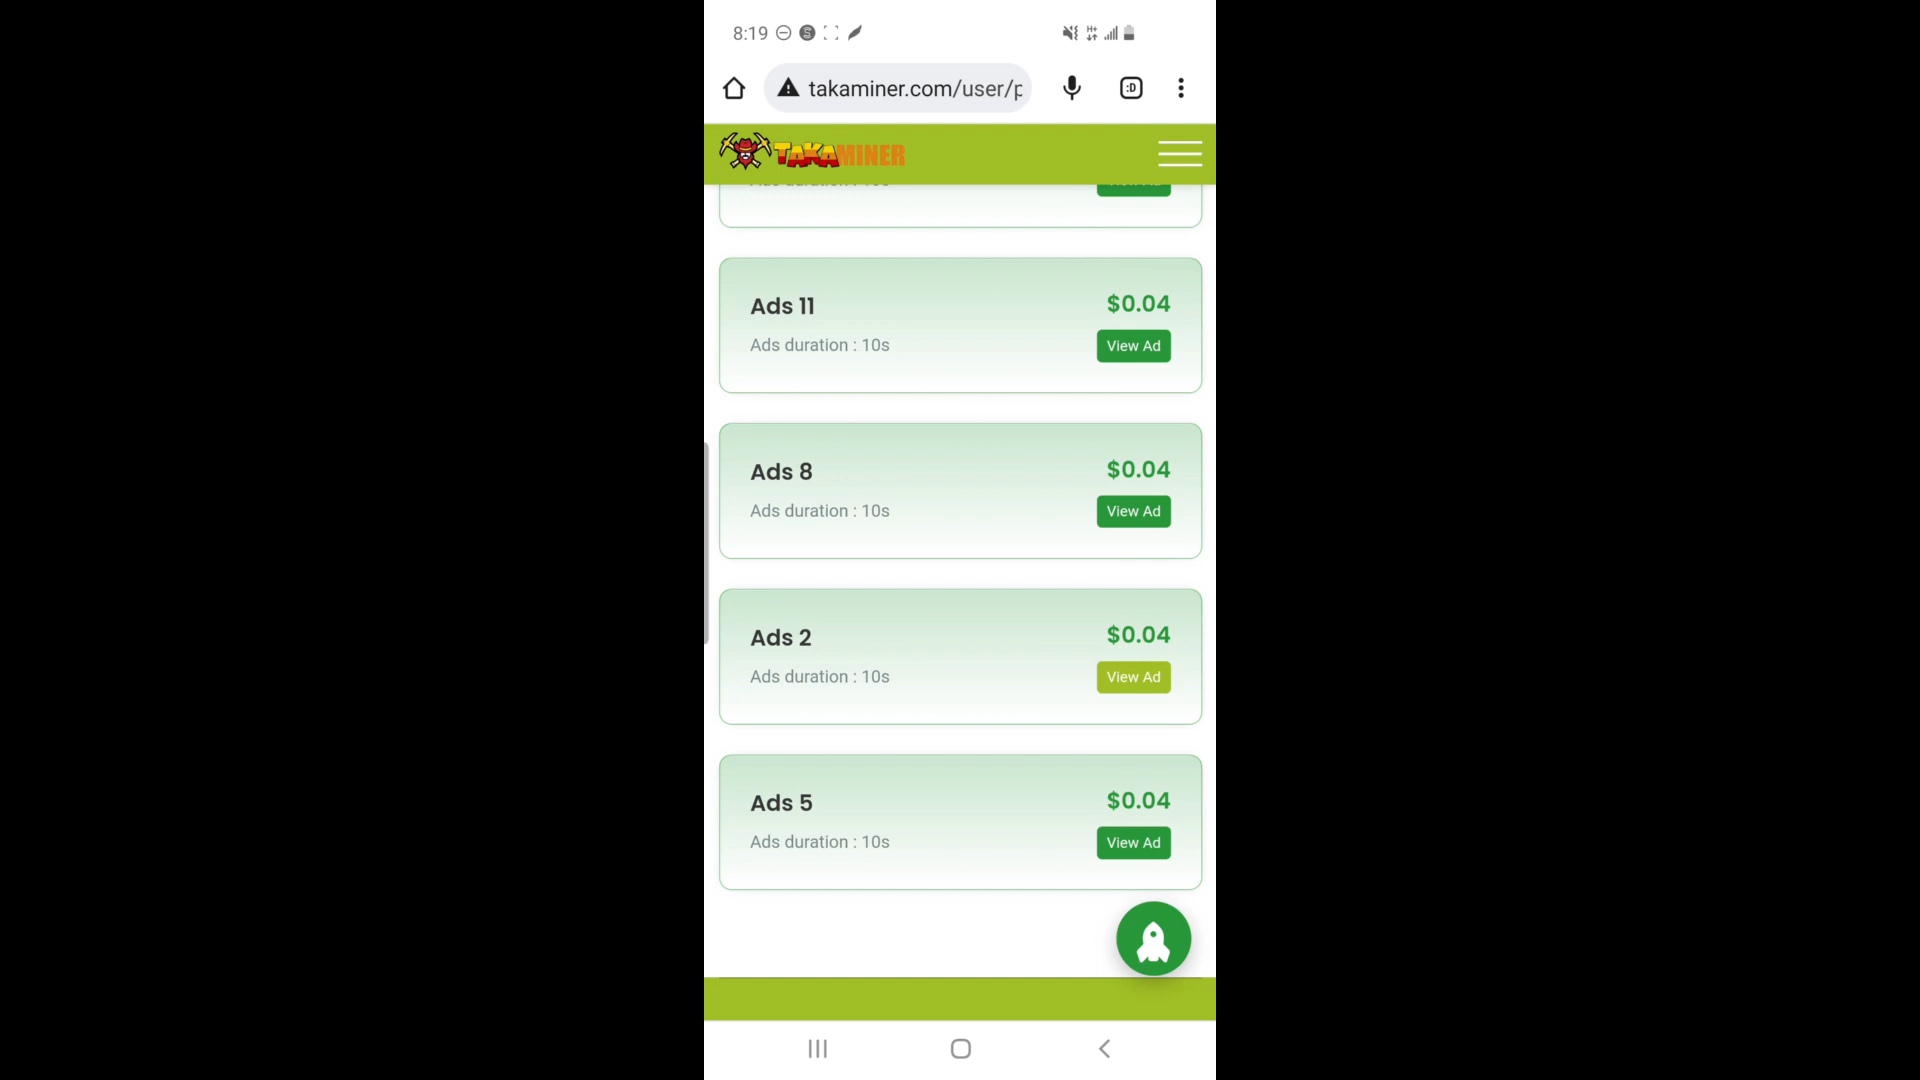 8:19
takaminer.com/user/p
TAKAMINER
Ads 11
$0.04
Ads duration : 10s
View Ad
Ads 8
$0.04
Ads duration : 10s
View Ad
Ads 2
$0.04
Ads duration : 10s
View Ad
Ads 5
$0.04
Ads duration : 10s
View Ad